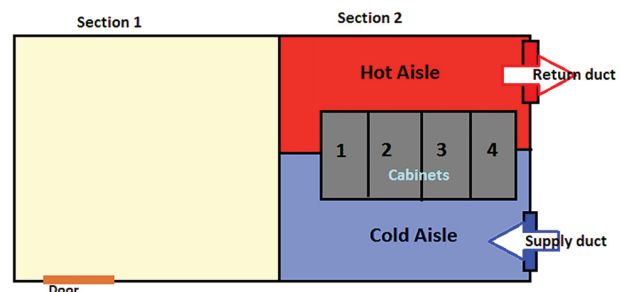 Section 1
Section 2
Hot Aisle
Return duct
1 2 3 4
Cabinets
Cold Aisle
Supply duct
Door